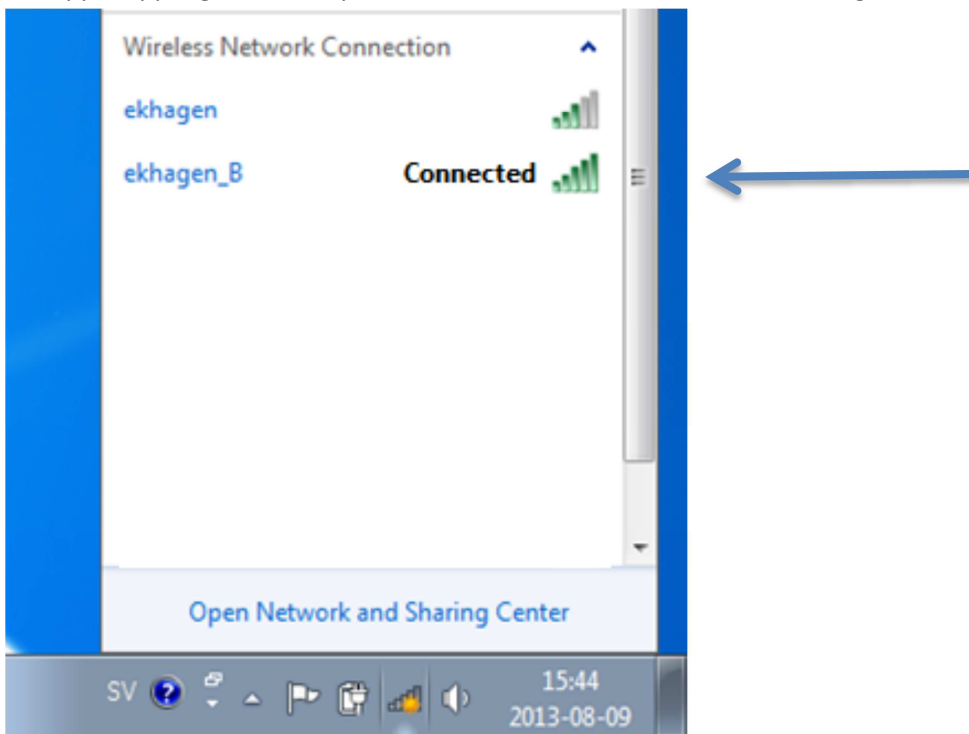 Wireless Network Connection
ekhagen
ekhagen_B Connected
Open Network and Sharing Center
SV
15:44
2013-08-09